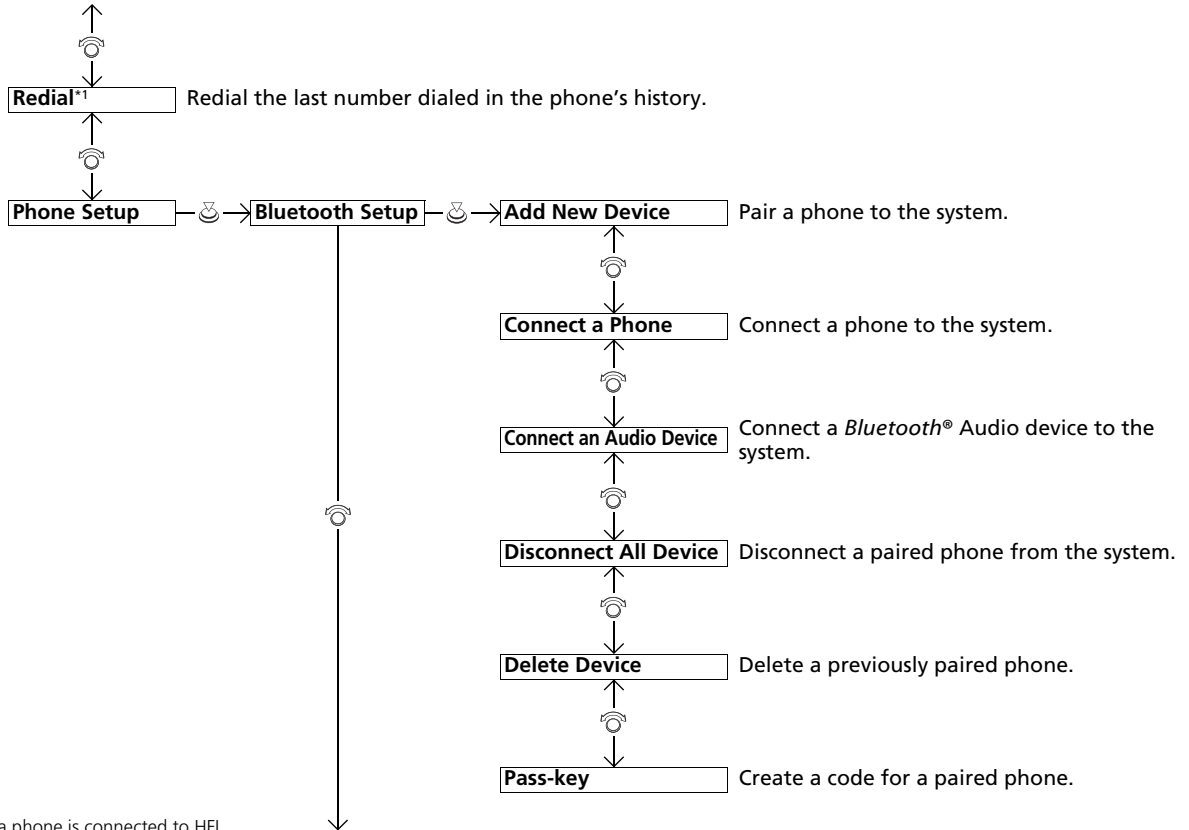 Redial*1 Redial the last number dialed in the phone's history.
Phone Setup Bluetooth Setup Add New Device Pair a phone to the system.
Connect a Phone Connect a phone to the system.
Connect an Audio Device Connect a Bluetooth® Audio device to the
system.
Disconnect All Device Disconnect a paired phone from the system.
Delete Device Delete a previously paired phone.
Pass-key Create a code for a paired phone.
a phone is connected to HFL